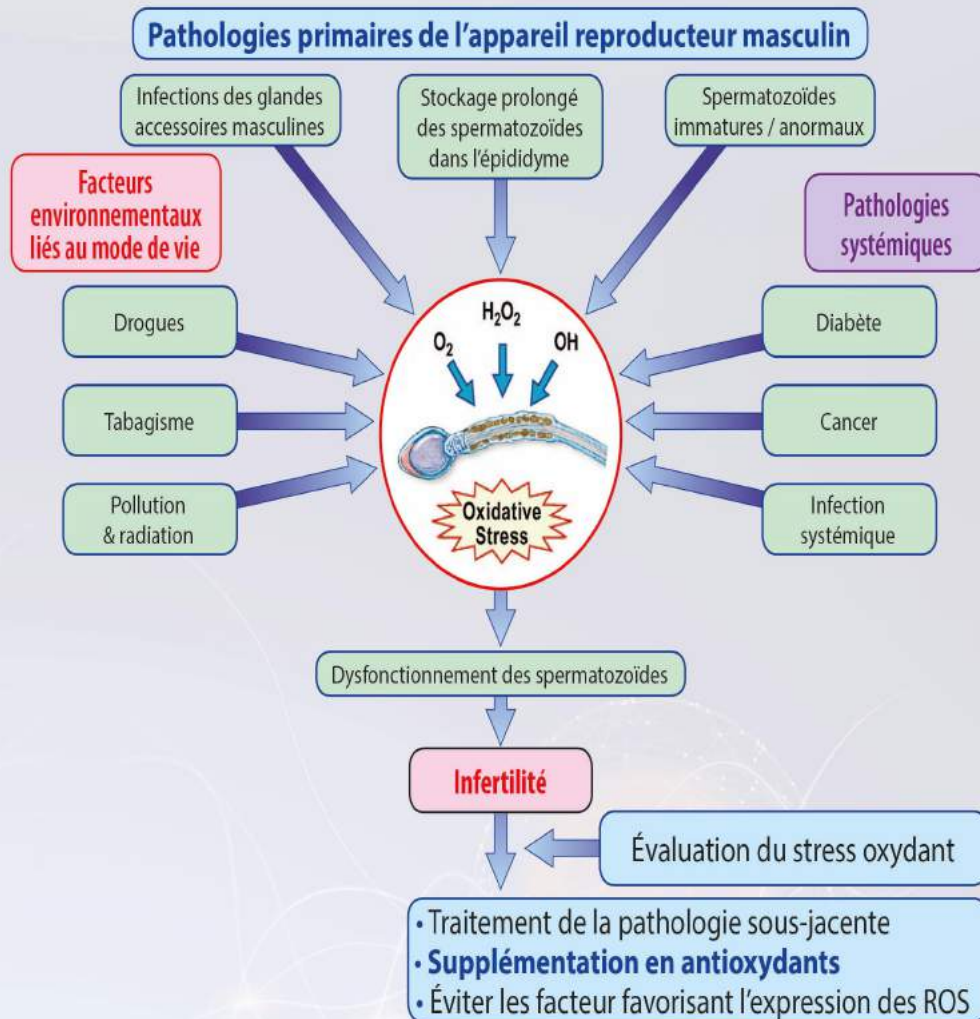 Pathologies primaires de l’appareil reproducteur masculin
Infections des glandes
accessoires masculines
Stockage prolongé
des spermatozoïdes
dans l’épididyme
Spermatozoïdes
immatures / anormaux
Facteurs
environnementaux
liés au mode de vie
Pathologies
systémiques
Drogues
Tabagisme
Pollution
& radiation
H₂O₂
O₂
OH
Oxidative
Stress
Diabète
Cancer
Infection
systémique
Dysfonctionnement des spermatozoïdes
Infertilité
Évaluation du stress oxydant
• Traitement de la pathologie sous-jacente
• Supplémentation en antioxydants
• Éviter les facteur favorisant l’expression des ROS